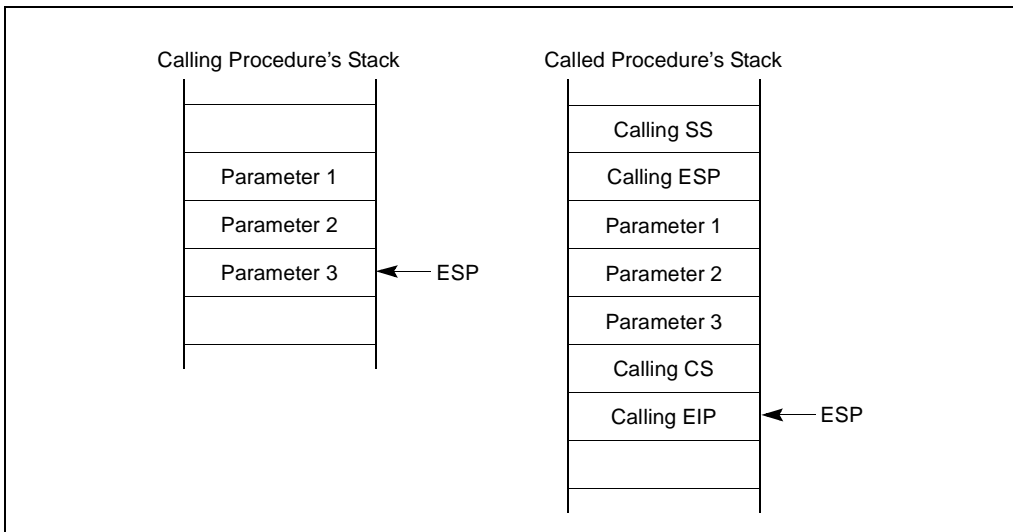 Calling Procedure's Stack
Parameter 1
Parameter 2
Parameter 3
ESP
Called Procedure's Stack
Calling SS
Calling ESP
Parameter 1
Parameter 2
Parameter 3
Calling CS
Calling EIP
ESP